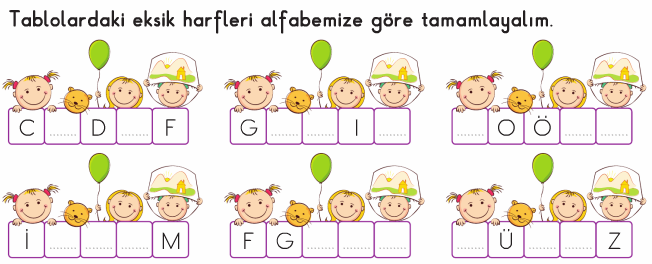 Tablolardaki eksik harfleri alfabemize göre tamamlayalım.
C ........ D ........ F
G ........ ........ I ........
........ O Ö ........ ........
İ ........ ........ ........ M
F G ........ ........ ........
........ Ü ........ ........ Z